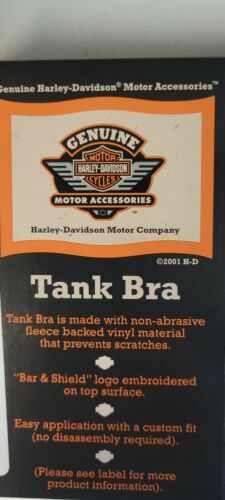 Genuine Harley-Davidson® Motor Accessories™
GENUINE
MOTOR
HARLEY-DAVIDSON
CYCLES
MOTOR ACCESSORIES
™
Harley-Davidson Motor Company
©2001 H-D
Tank Bra
Tank Bra is made with non-abrasive
fleece backed vinyl material
that prevents scratches.
"Bar & Shield" logo embroidered
on top surface.
Easy application with a custom fit
(no disassembly required).
(Please see label for more
product information).